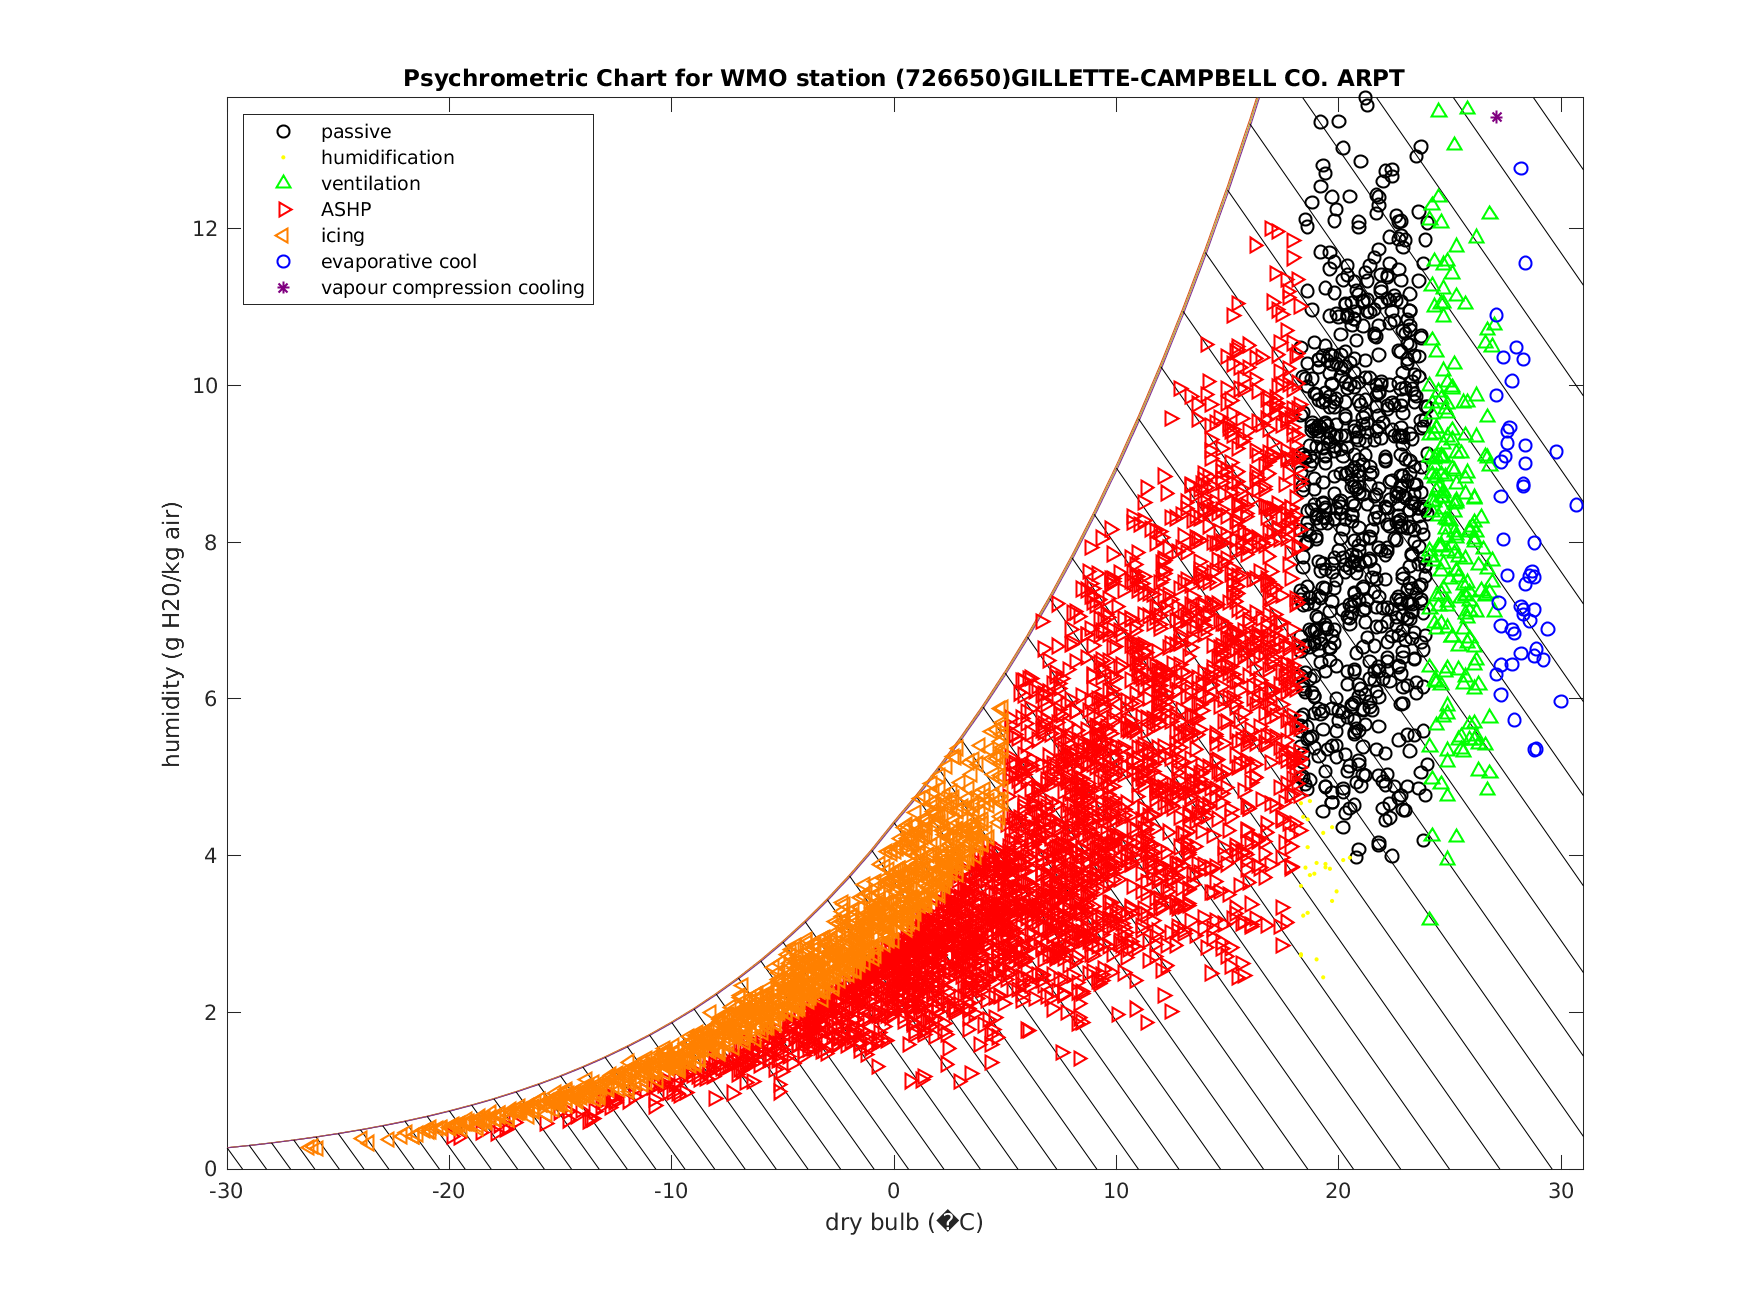 Psychrometric Chart for WMO station (726650)GILLETTE-CAMPBELL CO. ARPT
passive
humidification
ventilation
ASHP
icing
evaporative cool
vapour compression cooling
humidity (g H20/kg air)
12
10
8
6
4
2
0
-30 -20 -10 0 10 20 30
dry bulb (�C)